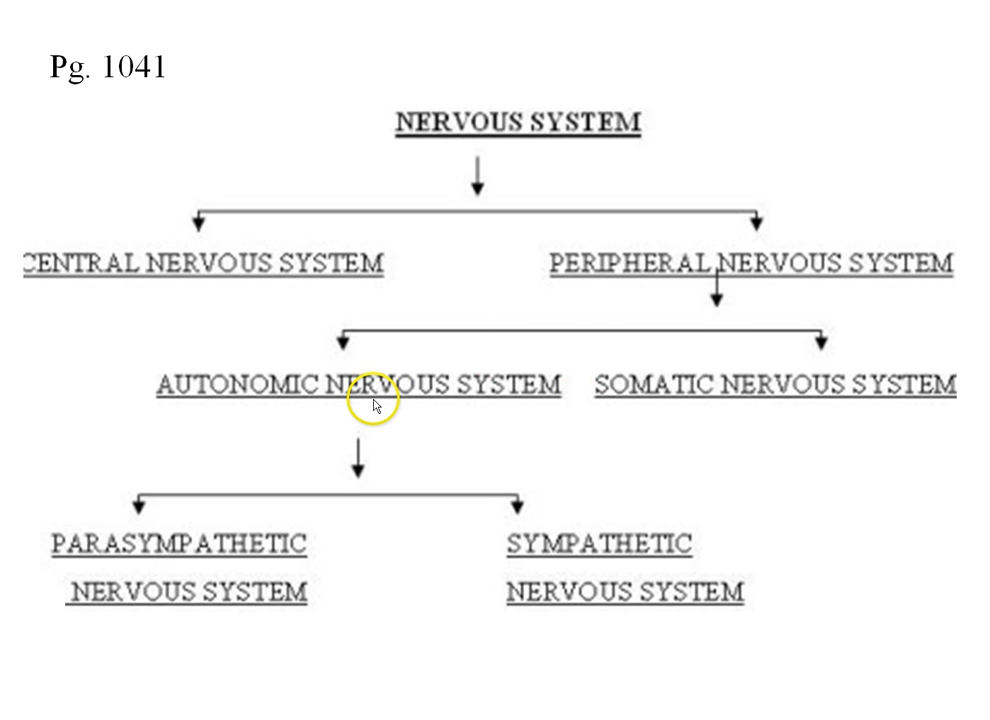 Pg. 1041
NERVOUS SYSTEM
CENTRAL NERVOUS SYSTEM PERIPHERAL NERVOUS SYSTEM
AUTONOMIC NERVOUS SYSTEM SOMATIC NERVOUS SYSTEM
PARASYMPATHETIC SYMPATHETIC
NERVOUS SYSTEM NERVOUS SYSTEM